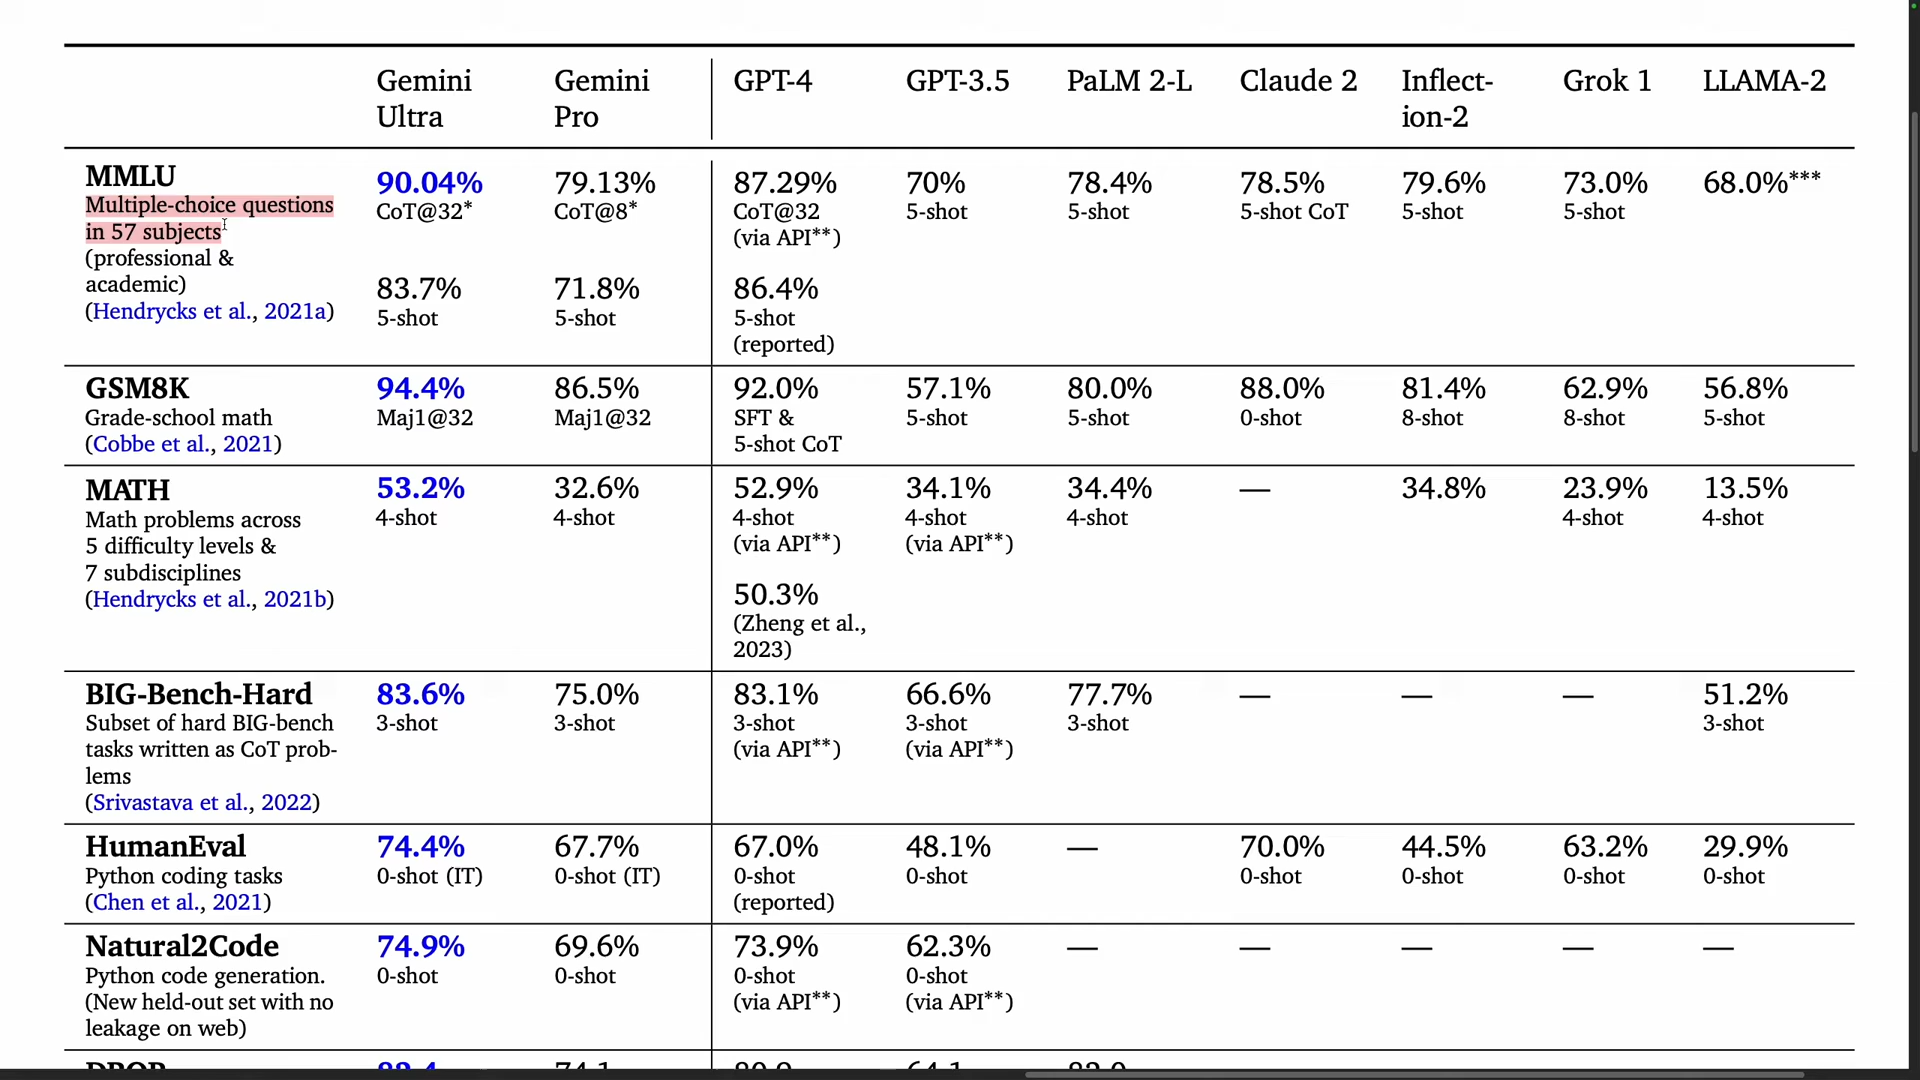 Gemini Ultra Gemini Pro GPT-4 GPT-3.5 PaLM 2-L Claude 2 Inflect-ion-2 Grok 1 LLAMA-2
MMLU
Multiple-choice questions
in 57 subjects
(professional &
academic)
(Hendrycks et al., 2021a)
90.04% 79.13% 87.29% 70% 78.4% 78.5% 79.6% 73.0% 68.0%***
CoT@32* CoT@8* CoT@32 5-shot 5-shot 5-shot CoT 5-shot 5-shot
(via API**)
83.7% 71.8% 86.4%
5-shot 5-shot 5-shot
(reported)
GSM8K
Grade-school math
(Cobbe et al., 2021)
94.4% 86.5% 92.0% 57.1% 80.0% 88.0% 81.4% 62.9% 56.8%
Maj1@32 Maj1@32 SFT & 5-shot 5-shot 0-shot 8-shot 8-shot 5-shot
5-shot CoT
MATH
Math problems across
5 difficulty levels &
7 subdisciplines
(Hendrycks et al., 2021b)
53.2% 32.6% 52.9% 34.1% 34.4% — 34.8% 23.9% 13.5%
4-shot 4-shot 4-shot 4-shot 4-shot 4-shot 4-shot
(via API**) (via API**)
50.3%
(Zheng et al.,
2023)
BIG-Bench-Hard
Subset of hard BIG-bench
tasks written as CoT prob-
lems
(Srivastava et al., 2022)
83.6% 75.0% 83.1% 66.6% 77.7% — — — 51.2%
3-shot 3-shot 3-shot 3-shot 3-shot 3-shot
(via API**) (via API**)
HumanEval
Python coding tasks
(Chen et al., 2021)
74.4% 67.7% 67.0% 48.1% — 70.0% 44.5% 63.2% 29.9%
0-shot (IT) 0-shot (IT) 0-shot 0-shot 0-shot 0-shot 0-shot 0-shot
(reported)
Natural2Code
Python code generation.
(New held-out set with no
leakage on web)
74.9% 69.6% 73.9% 62.3% — — — — —
0-shot 0-shot 0-shot 0-shot
(via API**) (via API**)